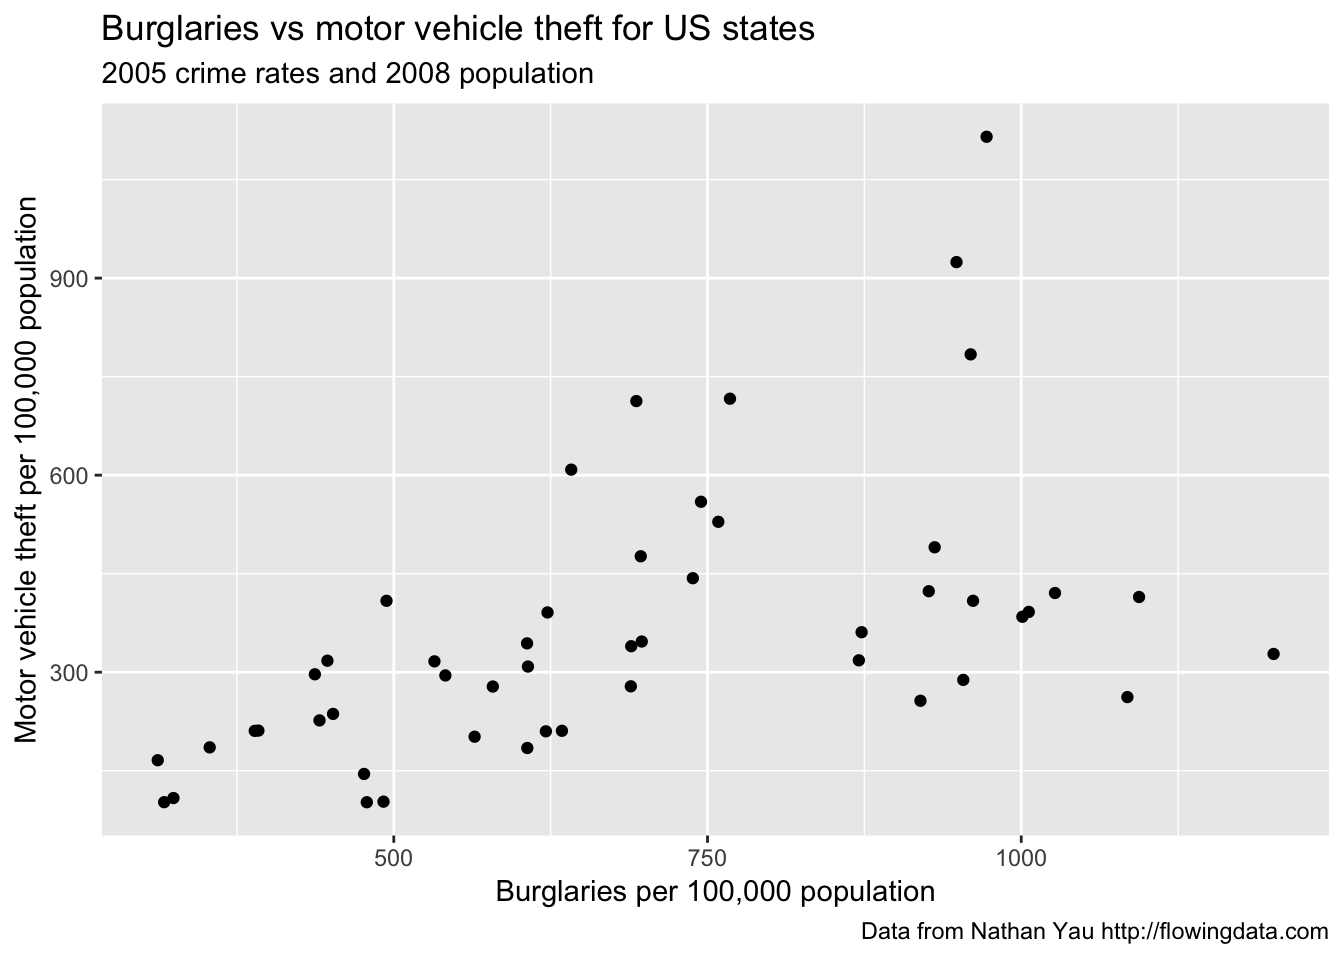 Burglaries vs motor vehicle theft for US states
2005 crime rates and 2008 population
Motor vehicle theft per 100,000 population
900
600
300
500
750
1000
Burglaries per 100,000 population
Data from Nathan Yau http://flowingdata.com